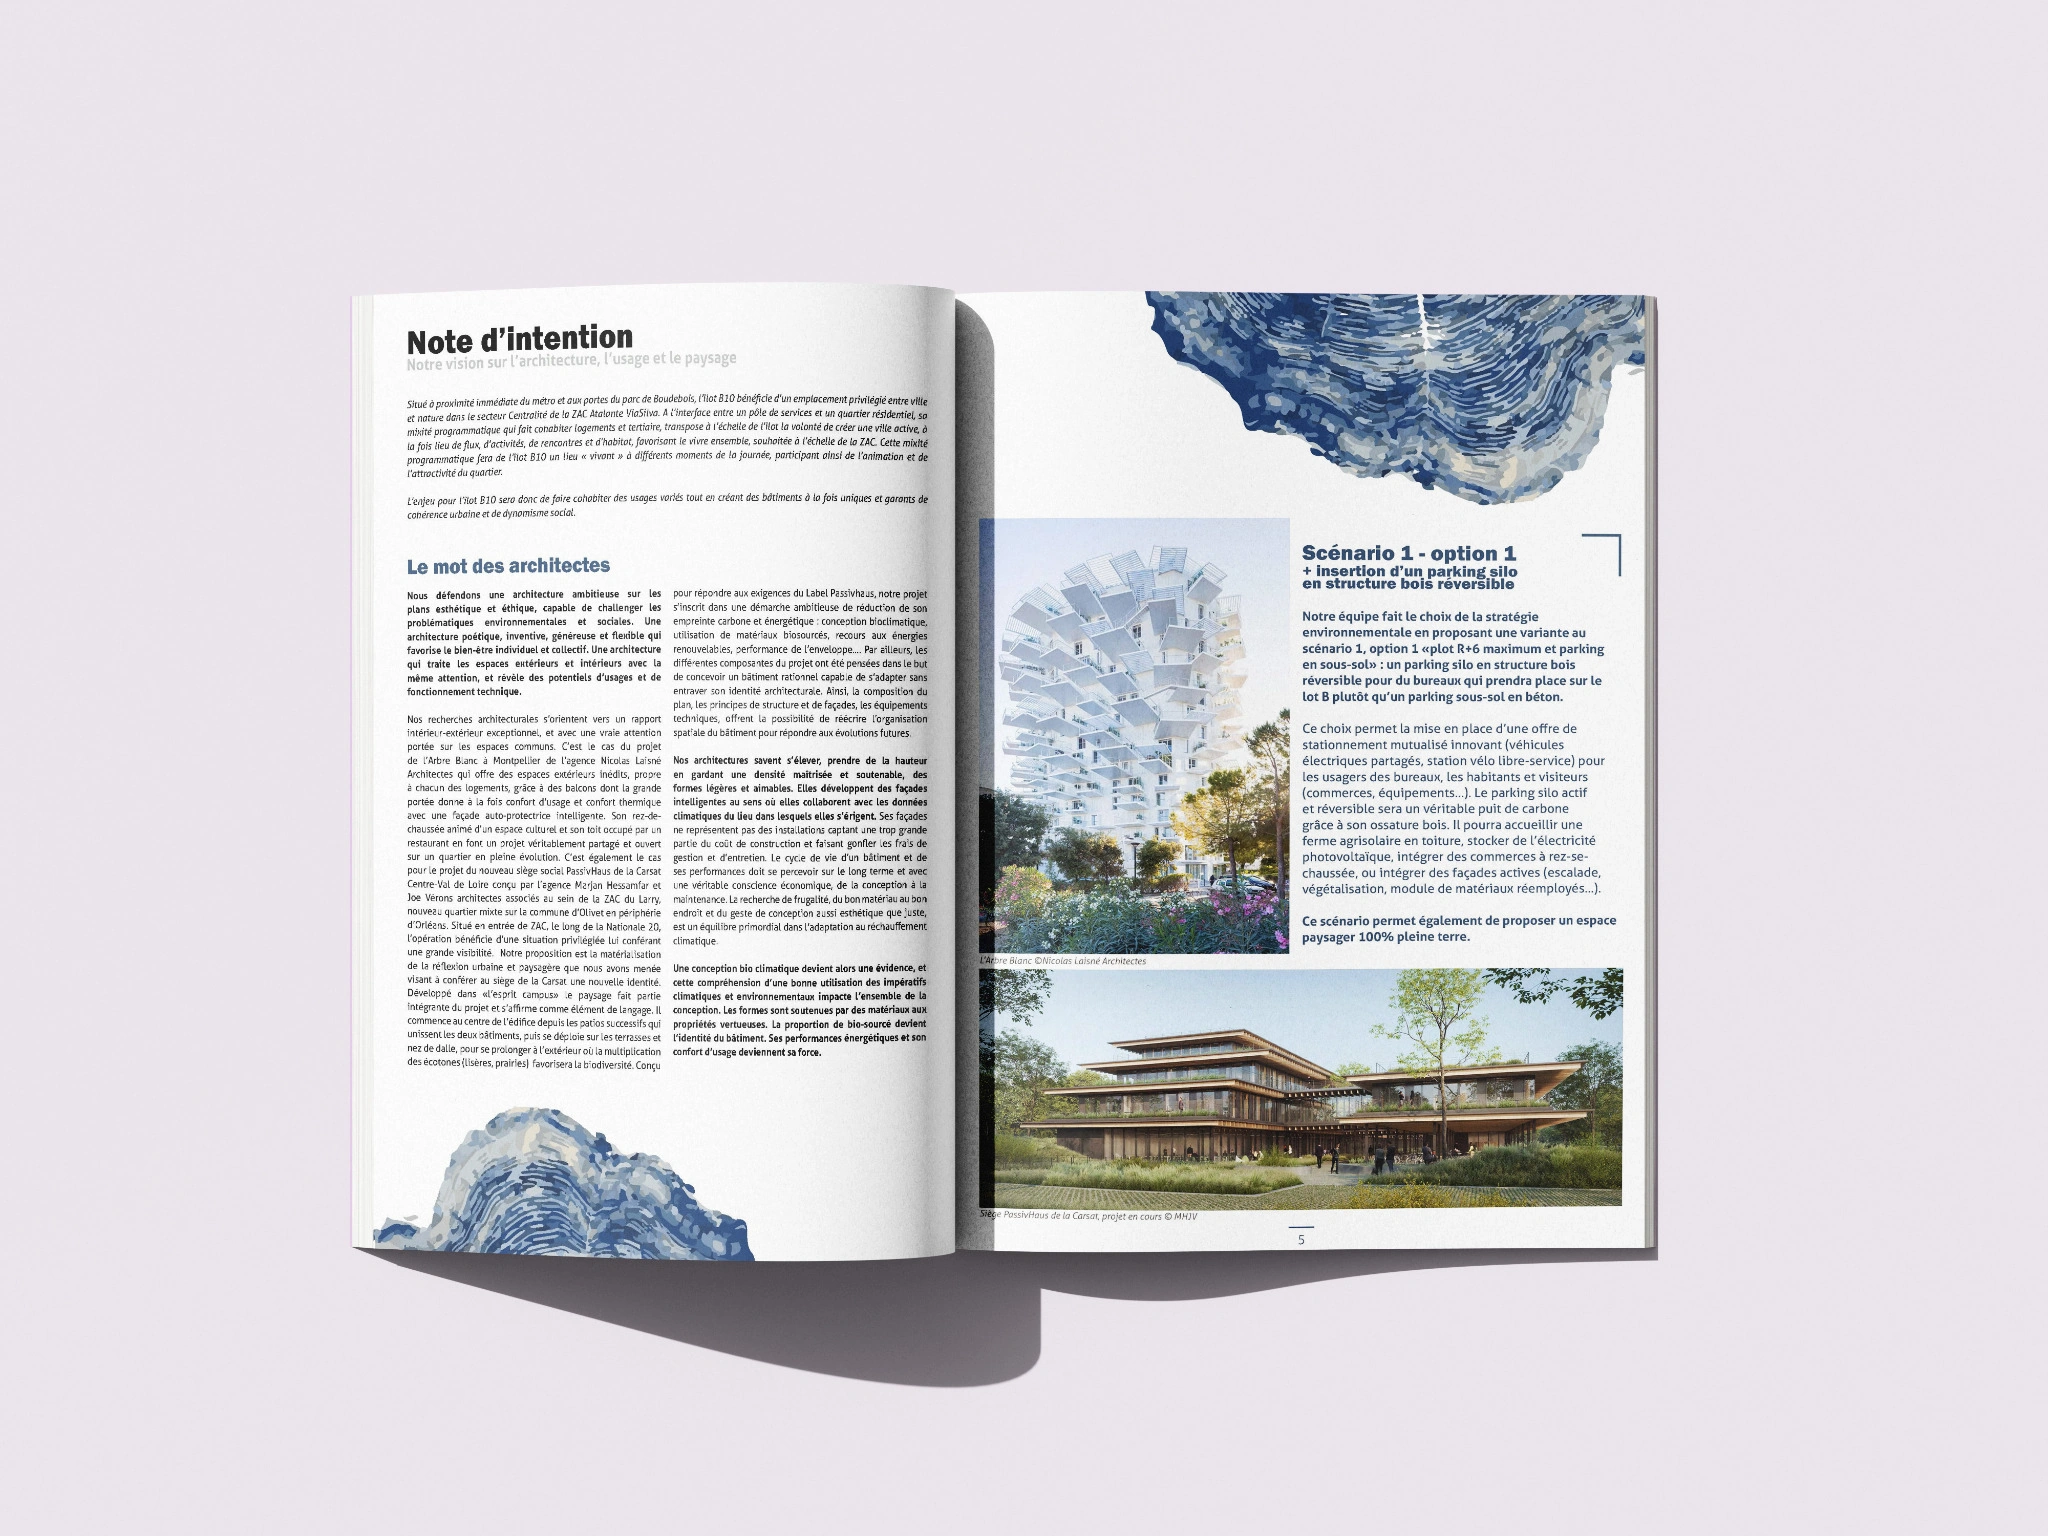 Note d'intention
Notre vision sur l'architecture, l'usage et le paysage
Situé à proximité immédiate du métro et aux portes du parc de Boudebois, l'îlot B10 bénéficie d'un emplacement privilégié entre ville
et nature dans le secteur Centralité de la ZAC Atalante ViaSilva. A l'interface entre un pôle de services et un quartier résidentiel, sa
mixité programmatique qui fait cohabiter logements et tertiaire, transpose à l'échelle de l'îlot la volonté de créer une ville active, à
la fois lieu de flux, d'activités, de rencontres et d'habitat, favorisant le vivre ensemble, souhaitée à l'échelle de la ZAC. Cette mixité
programmatique fera de l'îlot B10 un lieu « vivant » à différents moments de la journée, participant ainsi de l'animation et de
l'attractivité du quartier.
L'enjeu pour l'îlot B10 sera donc de faire cohabiter des usages variés tout en créant des bâtiments à la fois uniques et garants de
cohérence urbaine et de dynamisme social.
Le mot des architectes
Nous défendons une architecture ambitieuse sur les
plans esthétique et éthique, capable de challenger les
problématiques environnementales et sociales. Une
architecture poétique, inventive, généreuse et flexible qui
favorise le bien-être individuel et collectif. Une architecture
qui traite les espaces extérieurs et intérieurs avec la
même attention, et révèle des potentiels d'usages et de
fonctionnement technique.
Nos recherches architecturales s'orientent vers un rapport
intérieur-extérieur exceptionnel, et avec une vraie attention
portée sur les espaces communs. C'est le cas du projet
de l'Arbre Blanc à Montpellier de l'agence Nicolas Laisné
Architectes qui offre des espaces extérieurs inédits, propre
à chacun des logements, grâce à des balcons dont la grande
portée donne à la fois confort d'usage et confort thermique
avec une façade auto-protectrice intelligente. Son rez-de-
chaussée animé d'un espace culturel et son toit occupé par un
restaurant en font un projet véritablement partagé et ouvert
sur un quartier en pleine évolution. C'est également le cas
pour le projet du nouveau siège social PassivHaus de la Carsat
Centre-Val de Loire conçu par l'agence Marjan Hessamfar et
Joe Vérons architectes associés au sein de la ZAC du Larry,
nouveau quartier mixte sur la commune d'Olivet en périphérie
d'Orléans. Situé en entrée de ZAC, le long de la Nationale 20,
l'opération bénéficie d'une situation privilégiée lui conférant
une grande visibilité. Notre proposition est la matérialisation
de la réflexion urbaine et paysagère que nous avons menée
visant à conférer au siège de la Carsat une nouvelle identité.
Développé dans «l'esprit campus» le paysage fait partie
intégrante du projet et s'affirme comme élément de langage. Il
commence au centre de l'édifice depuis les patios successifs qui
unissent les deux bâtiments, puis se déploie sur les terrasses et
nez de dalle, pour se prolonger à l'extérieur où la multiplication
des écotones (lisères, prairies) favorisera la biodiversité. Conçu
pour répondre aux exigences du Label Passivhaus, notre projet
s'inscrit dans une démarche ambitieuse de réduction de son
empreinte carbone et énergétique : conception bioclimatique,
utilisation de matériaux biosourcés, recours aux énergies
renouvelables, performance de l'enveloppe.... Par ailleurs, les
différentes composantes du projet ont été pensées dans le but
de concevoir un bâtiment rationnel capable de s'adapter sans
entraver son identité architecturale. Ainsi, la composition du
plan, les principes de structure et de façades, les équipements
techniques, offrent la possibilité de réécrire l'organisation
spatiale du bâtiment pour répondre aux évolutions futures.
Nos architectures savent s'élever, prendre de la hauteur
en gardant une densité maitrisée et soutenable, des
formes légères et aimables. Elles développent des façades
intelligentes au sens où elles collaborent avec les données
climatiques du lieu dans lesquels elles s'érigent. Ses façades
ne représentent pas des installations captant une trop grande
partie du coût de construction et faisant gonfler les frais de
gestion et d'entretien. Le cycle de vie d'un bâtiment et de
ses performances doit se percevoir sur le long terme et avec
une véritable conscience économique, de la conception à la
maintenance. La recherche de frugalité, du bon matériau au bon
endroit et du geste de conception aussi esthétique que juste,
est un équilibre primordial dans l'adaptation au réchauffement
climatique.
Une conception bio climatique devient alors une évidence, et
cette compréhension d'une bonne utilisation des impératifs
climatiques et environnementaux impacte l'ensemble de la
conception. Les formes sont soutenues par des matériaux aux
propriétés vertueuses. La proportion de bio-sourcé devient
l'identité du bâtiment. Ses performances énergétiques et son
confort d'usage deviennent sa force.
Scénario 1 - option 1
+ insertion d'un parking silo
en structure bois réversible
Notre équipe fait le choix de la stratégie
environnementale en proposant une variante au
scénario 1, option 1 «plot R+6 maximum et parking
en sous-sol» : un parking silo en structure bois
réversible pour du bureaux qui prendra place sur le
lot B plutôt qu'un parking sous-sol en béton.
Ce choix permet la mise en place d'une offre de
stationnement mutualisé innovant (véhicules
électriques partagés, station vélo libre-service) pour
les usagers des bureaux, les habitants et visiteurs
(commerces, équipements...). Le parking silo actif
et réversible sera un véritable puit de carbone
grâce à son ossature bois. Il pourra accueillir une
ferme agrisolaire en toiture, stocker de l'électricité
photovoltaïque, intégrer des commerces à rez-se-
chaussée, ou intégrer des façades actives (escalade,
végétalisation, module de matériaux réemployés...).
Ce scénario permet également de proposer un espace
paysager 100% pleine terre.
L'Arbre Blanc ©Nicolas Laisné Architectes
Siège PassivHaus de la Carsat, projet en cours © MHJV
5